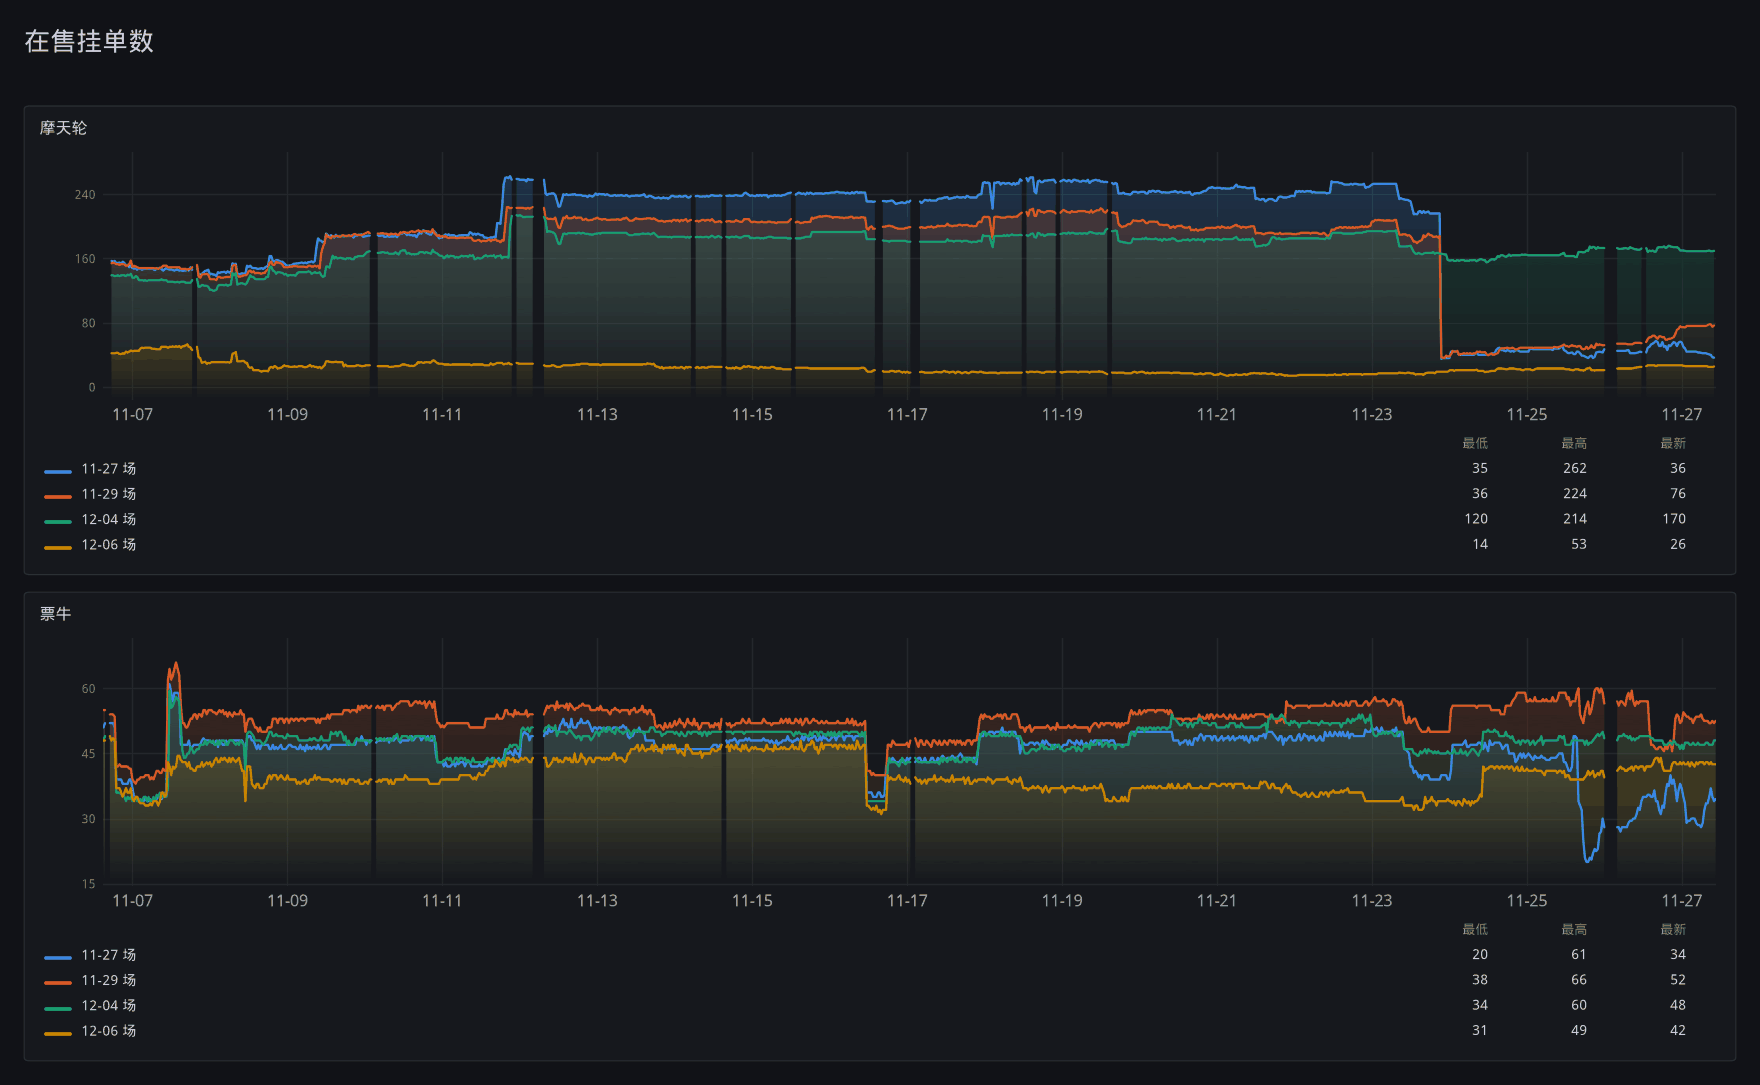 在售挂单数
摩天轮
240
160
80
0
11-07 11-09 11-11 11-13 11-15 11-17 11-19 11-21 11-23 11-25 11-27
最低 最高 最新
11-27 场 35 262 36
11-29 场 36 224 76
12-04 场 120 214 170
12-06 场 14 53 26
票牛
60
45
30
15
11-07 11-09 11-11 11-13 11-15 11-17 11-19 11-21 11-23 11-25 11-27
最低 最高 最新
11-27 场 20 61 34
11-29 场 38 66 52
12-04 场 34 60 48
12-06 场 31 49 42